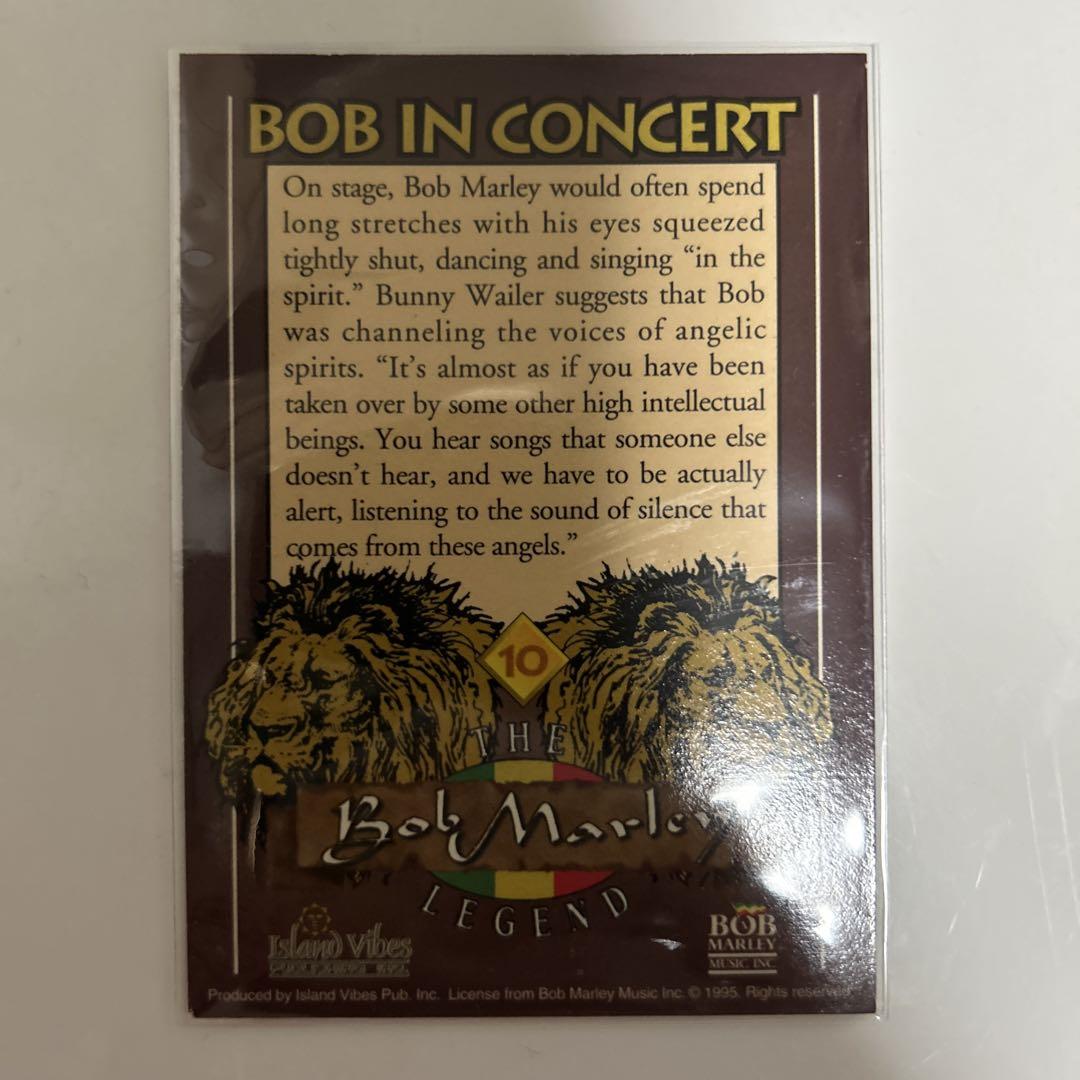 BOB IN CONCERT
On stage, Bob Marley would often spend
long stretches with his eyes squeezed
tightly shut, dancing and singing “in the
spirit.” Bunny Wailer suggests that Bob
was channeling the voices of angelic
spirits. “It’s almost as if you have been
taken over by some other high intellectual
beings. You hear songs that someone else
doesn’t hear, and we have to be actually
alert, listening to the sound of silence that
comes from these angels.”
10
THE
Bob Marley
LEGEND
Island Vibes
BOB
MARLEY
MUSIC INC
Produced by Island Vibes Pub. Inc. License from Bob Marley Music Inc. © 1995. Rights reserved